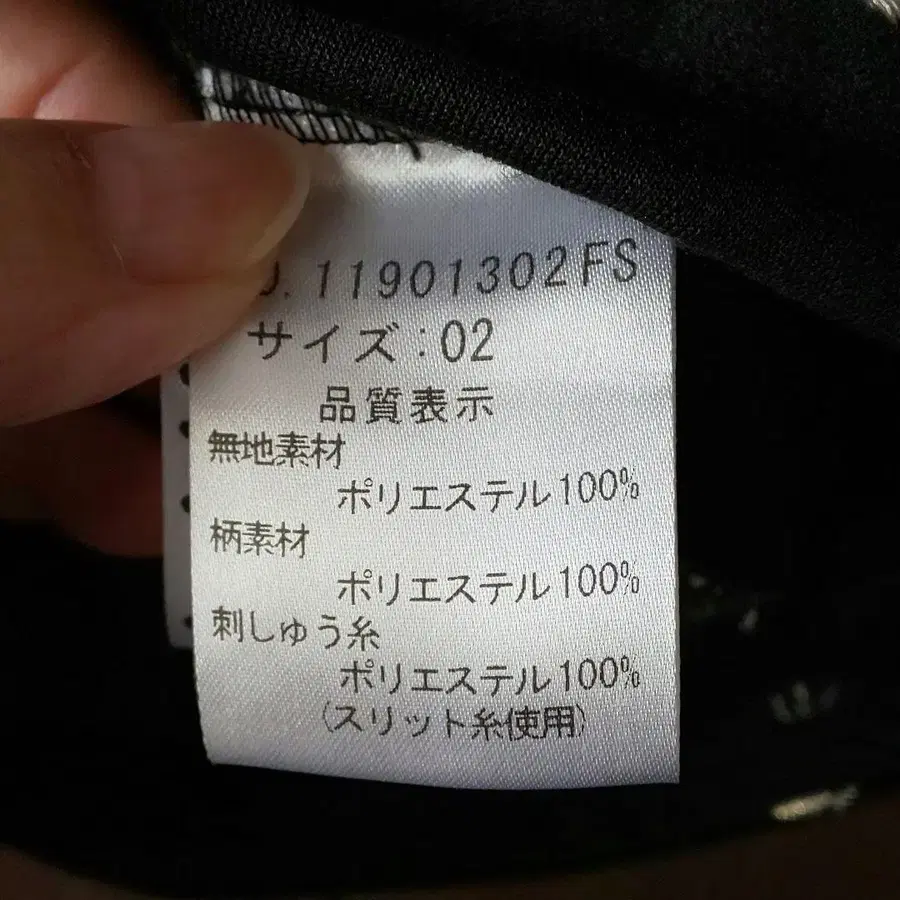 .11901302FS
サイズ:02
品質表示
無地素材
ポリエステル100%
柄素材
ポリエステル100%
刺しゅう糸
ポリエステル100%
(スリット糸使用)